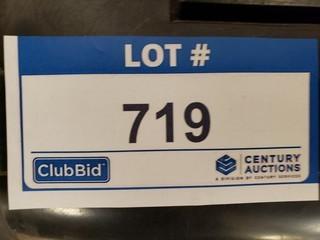 LOT #
719
ClubBid
CENTURY
AUCTIONS
A DIVISION OF CENTURY SERVICES